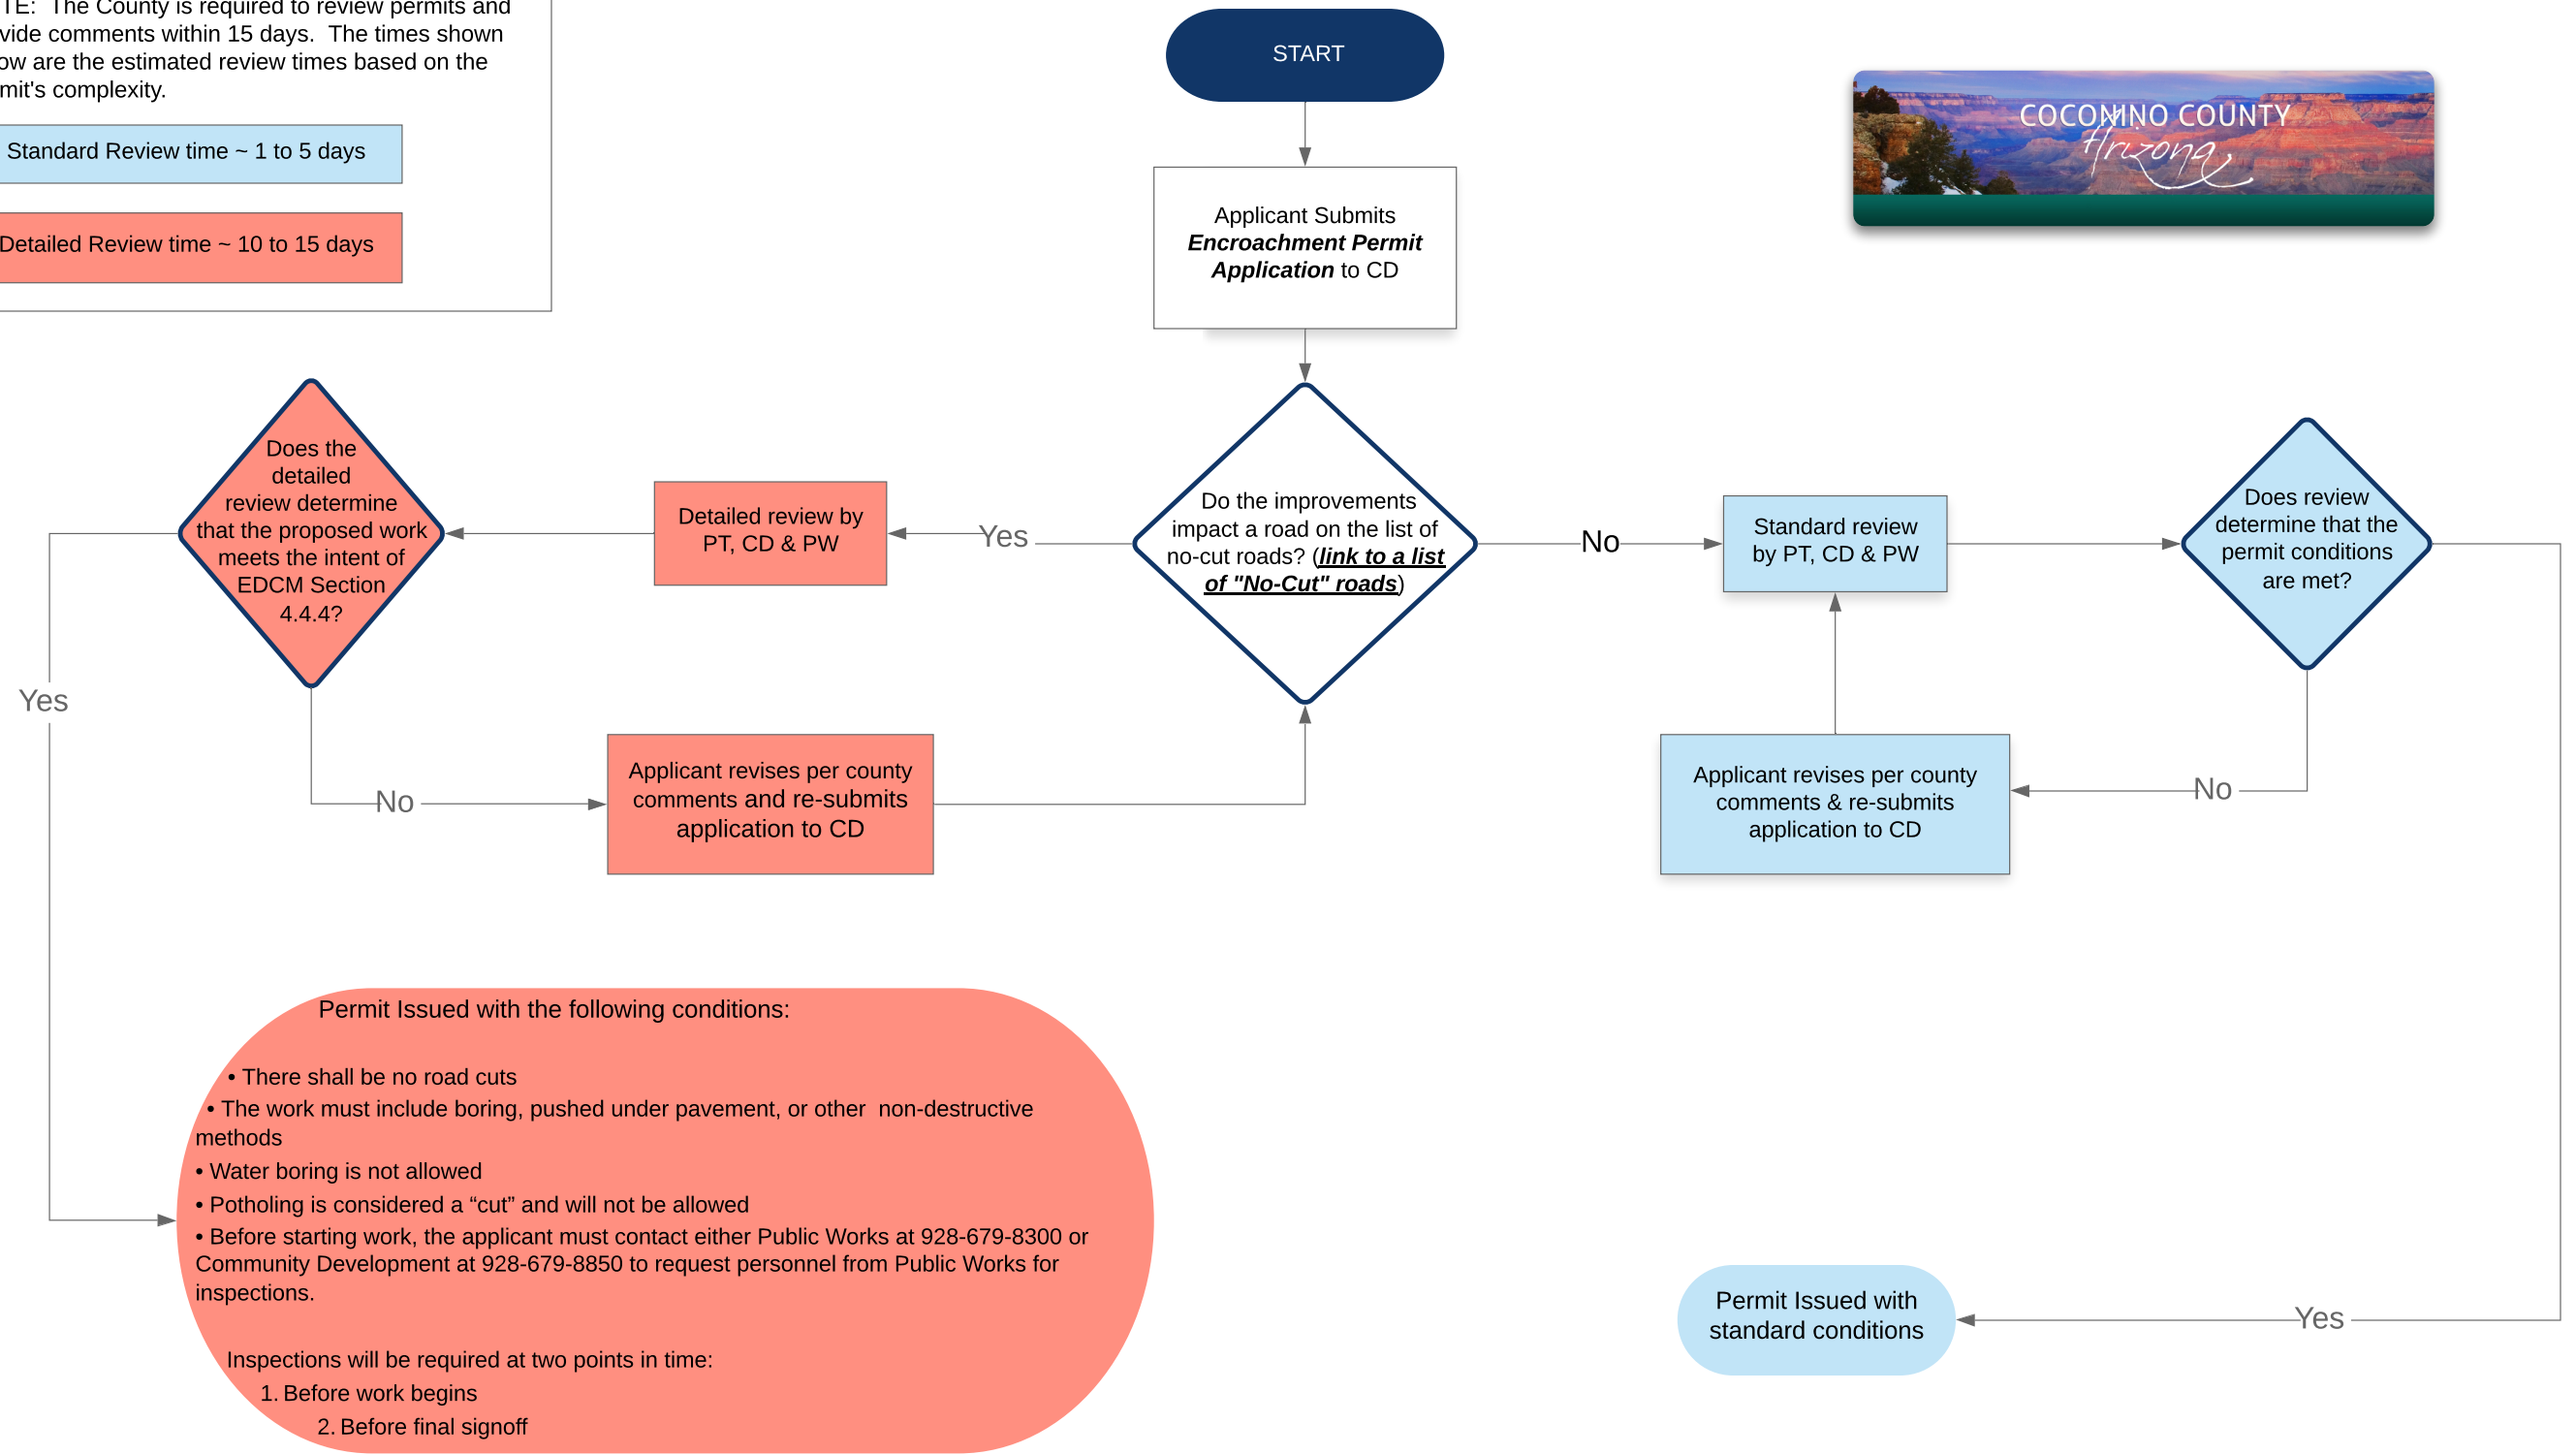 TE: The County is required to review permits and
vide comments within 15 days. The times shown
ow are the estimated review times based on the
mit's complexity.
Standard Review time ~ 1 to 5 days
Detailed Review time ~ 10 to 15 days
START
COCONINO COUNTY
Arizona
Applicant Submits
Encroachment Permit
Application to CD
Does the
detailed
review determine
that the proposed work
meets the intent of
EDCM Section
4.4.4?
Detailed review by
PT, CD & PW
Yes
Do the improvements
impact a road on the list of
no-cut roads? (link to a list
of "No-Cut" roads)
No
Standard review
by PT, CD & PW
Does review
determine that the
permit conditions
are met?
Yes
No
Applicant revises per county
comments and re-submits
application to CD
Applicant revises per county
comments & re-submits
application to CD
No
Permit Issued with the following conditions:
• There shall be no road cuts
• The work must include boring, pushed under pavement, or other non-destructive
methods
• Water boring is not allowed
• Potholing is considered a “cut” and will not be allowed
• Before starting work, the applicant must contact either Public Works at 928-679-8300 or
Community Development at 928-679-8850 to request personnel from Public Works for
inspections.
Inspections will be required at two points in time:
1. Before work begins
2. Before final signoff
Permit Issued with
standard conditions
Yes